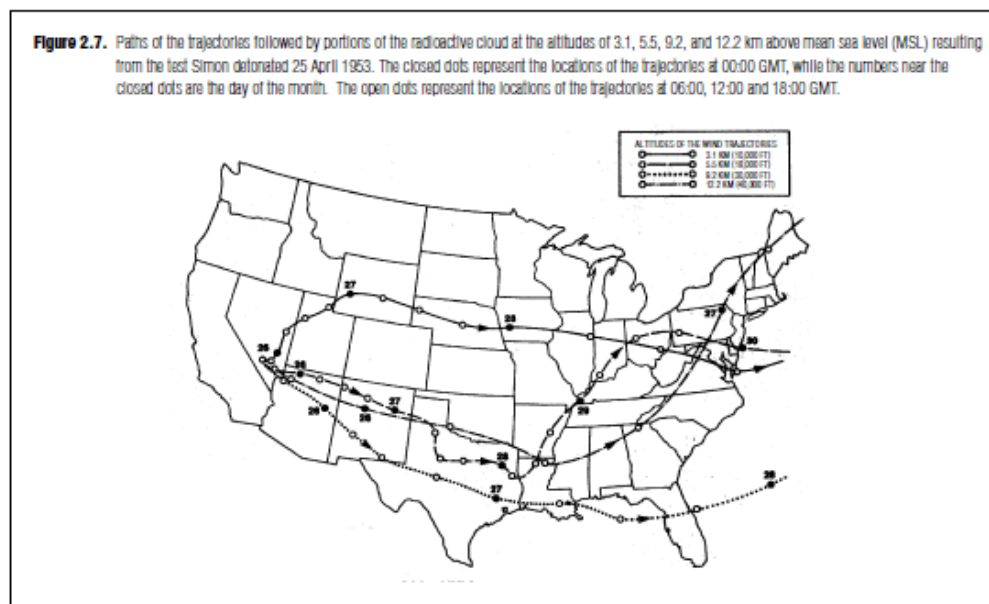 Figure 2.7. Paths of the trajectories followed by portions of the radioactive cloud at the altitudes of 3.1, 5.5, 9.2, and 12.2 km above mean sea level (MSL) resulting
from the test Simon detonated 25 April 1953. The closed dots represent the locations of the trajectories at 00:00 GMT, while the numbers near the
closed dots are the day of the month. The open dots represent the locations of the trajectories at 06:00, 12:00 and 18:00 GMT.
ALTITUDES OF THE WIND TRAJECTORIES
3.1 KM (10,000 FT)
5.5 KM (18,000 FT)
9.2 KM (30,000 FT)
12.2 KM (40,000 FT)
27
27
28
30
26
26
29
26
26
27
28
27
28